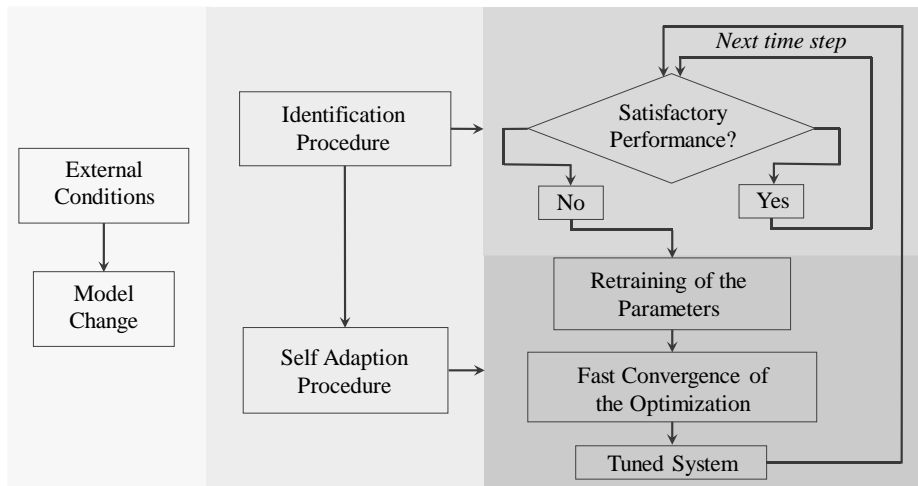 External
Conditions
Model
Change
Identification
Procedure
Self Adaption
Procedure
Next time step
Satisfactory
Performance?
No
Yes
Retraining of the
Parameters
Fast Convergence of
the Optimization
Tuned System